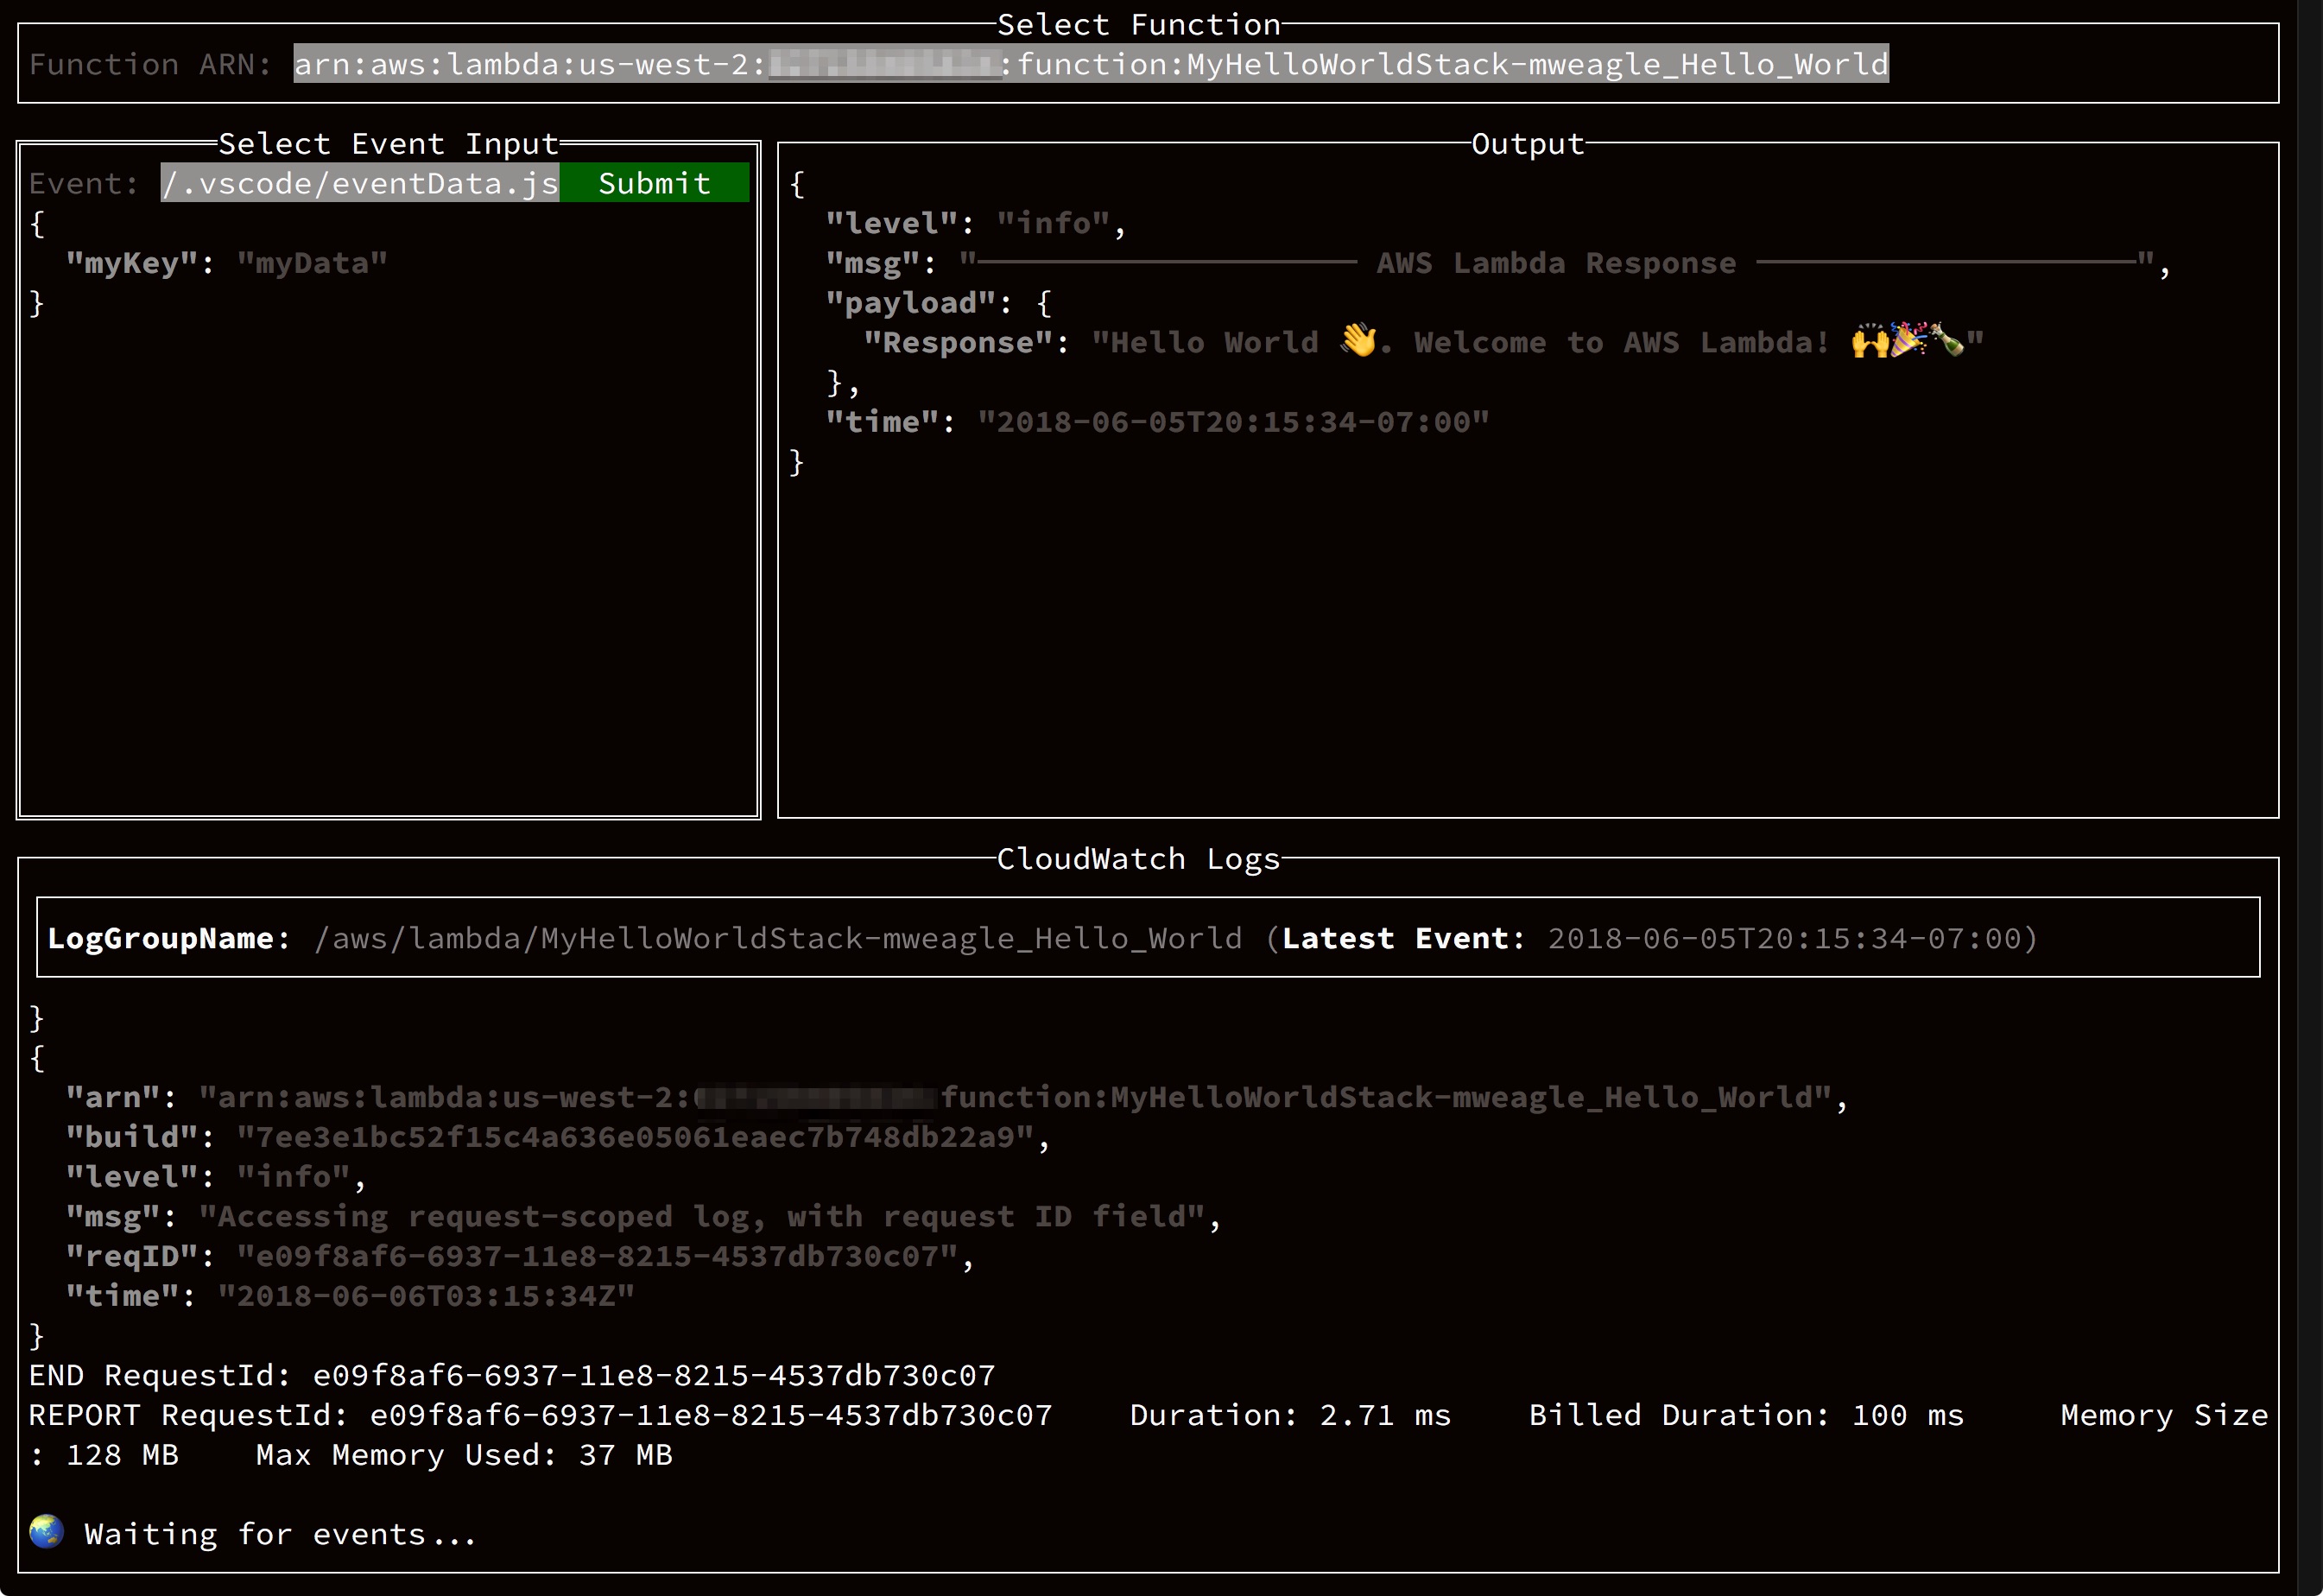 Select Function
Function ARN: arn:aws:lambda:us-west-2: :function:MyHelloWorldStack-mweagle_Hello_World
Select Event Input
Event: /.vscode/eventData.js Submit
{
"myKey": "myData"
}
Output
{
"level": "info",
"msg": "———————————————————— AWS Lambda Response ————————————————————",
"payload": {
"Response": "Hello World 👋. Welcome to AWS Lambda! 🙌🎉🍾"
},
"time": "2018-06-05T20:15:34-07:00"
}
CloudWatch Logs
LogGroupName: /aws/lambda/MyHelloWorldStack-mweagle_Hello_World (Latest Event: 2018-06-05T20:15:34-07:00)
}
{
"arn": "arn:aws:lambda:us-west-2: function:MyHelloWorldStack-mweagle_Hello_World",
"build": "7ee3e1bc52f15c4a636e05061eaec7b748db22a9",
"level": "info",
"msg": "Accessing request-scoped log, with request ID field",
"reqID": "e09f8af6-6937-11e8-8215-4537db730c07",
"time": "2018-06-06T03:15:34Z"
}
END RequestId: e09f8af6-6937-11e8-8215-4537db730c07
REPORT RequestId: e09f8af6-6937-11e8-8215-4537db730c07    Duration: 2.71 ms    Billed Duration: 100 ms     Memory Size
: 128 MB    Max Memory Used: 37 MB
🌏 Waiting for events...